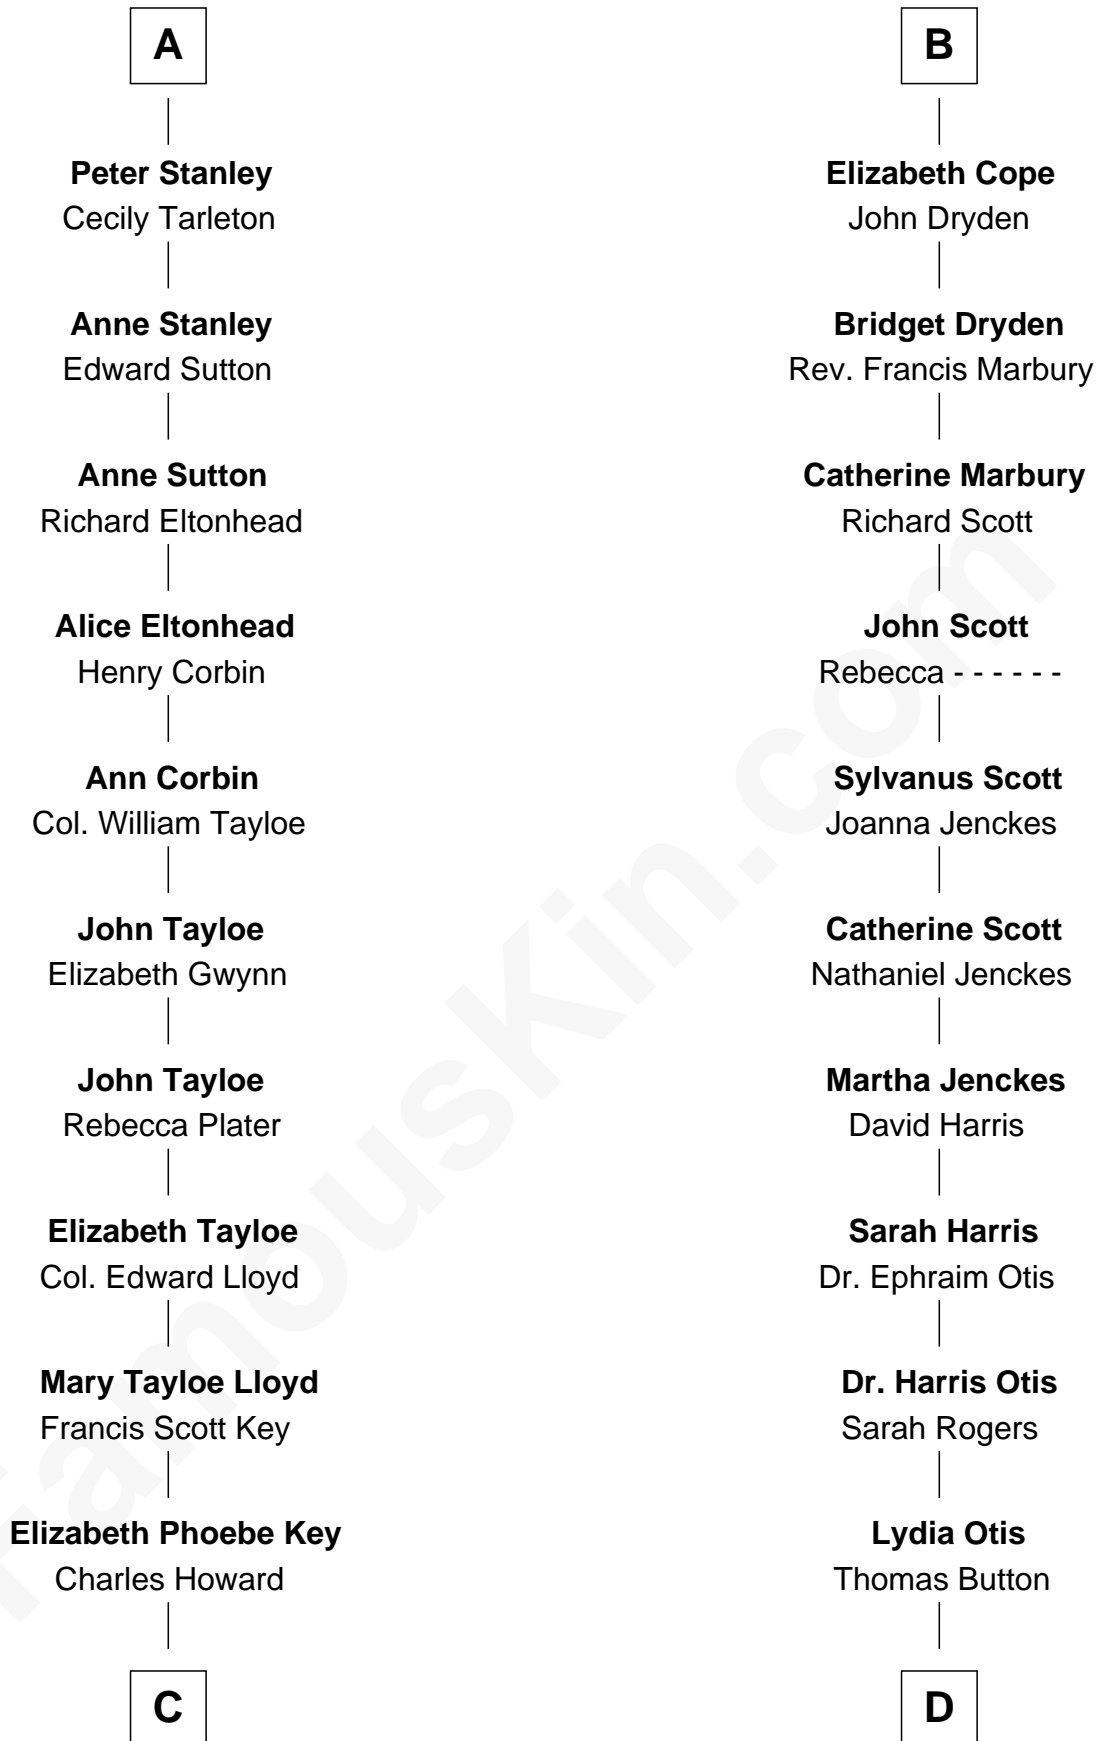 A
Peter Stanley
Cecily Tarleton
Anne Stanley
Edward Sutton
Anne Sutton
Richard Eltonhead
Alice Eltonhead
Henry Corbin
Ann Corbin
Col. William Tayloe
John Tayloe
Elizabeth Gwynn
John Tayloe
Rebecca Plater
Elizabeth Tayloe
Col. Edward Lloyd
Mary Tayloe Lloyd
Francis Scott Key
Elizabeth Phoebe Key
Charles Howard
C
B
Elizabeth Cope
John Dryden
Bridget Dryden
Rev. Francis Marbury
Catherine Marbury
Richard Scott
John Scott
Rebecca - - - - - -
Sylvanus Scott
Joanna Jenckes
Catherine Scott
Nathaniel Jenckes
Martha Jenckes
David Harris
Sarah Harris
Dr. Ephraim Otis
Dr. Harris Otis
Sarah Rogers
Lydia Otis
Thomas Button
D
FamousKin.com